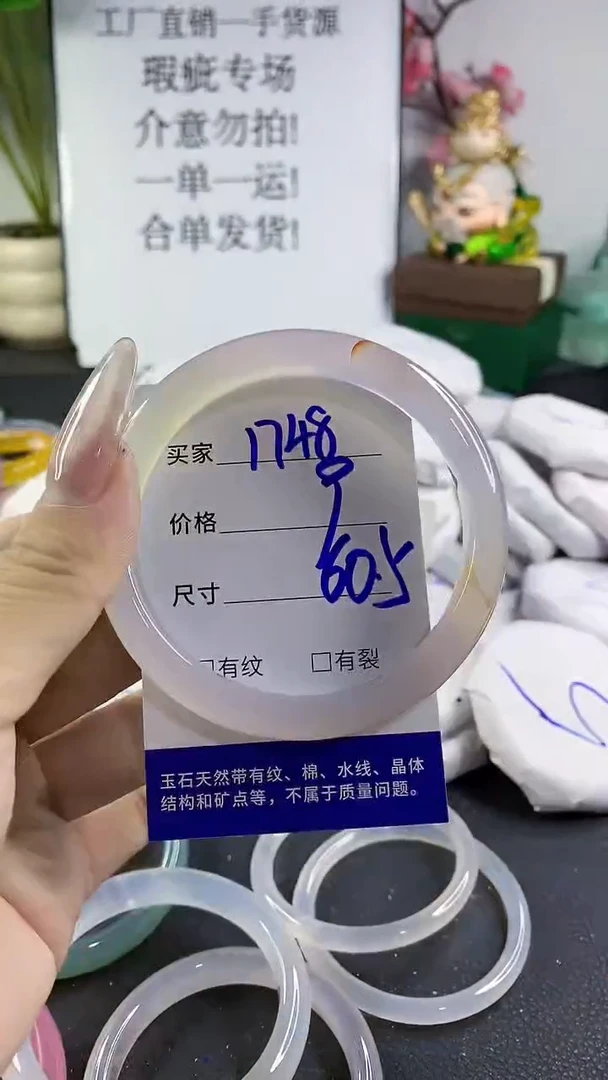 工厂直销一手货源
瑕疵专场
介意勿拍!
一单一运!
合单发货!
买家 1748
价格
尺寸 60.5
□有纹 □有裂
玉石天然带有纹、棉、水线、晶体
结构和矿点等，不属于质量问题。